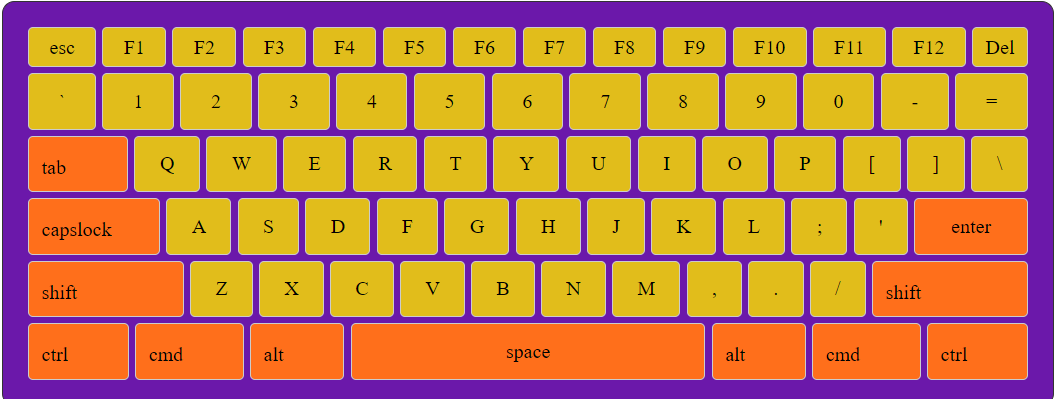 esc F1 F2 F3 F4 F5 F6 F7 F8 F9 F10 F11 F12 Del
` 1 2 3 4 5 6 7 8 9 0 - =
tab Q W E R T Y U I O P [ ] \
capslock A S D F G H J K L ; ' enter
shift Z X C V B N M , . / shift
ctrl cmd alt space alt cmd ctrl